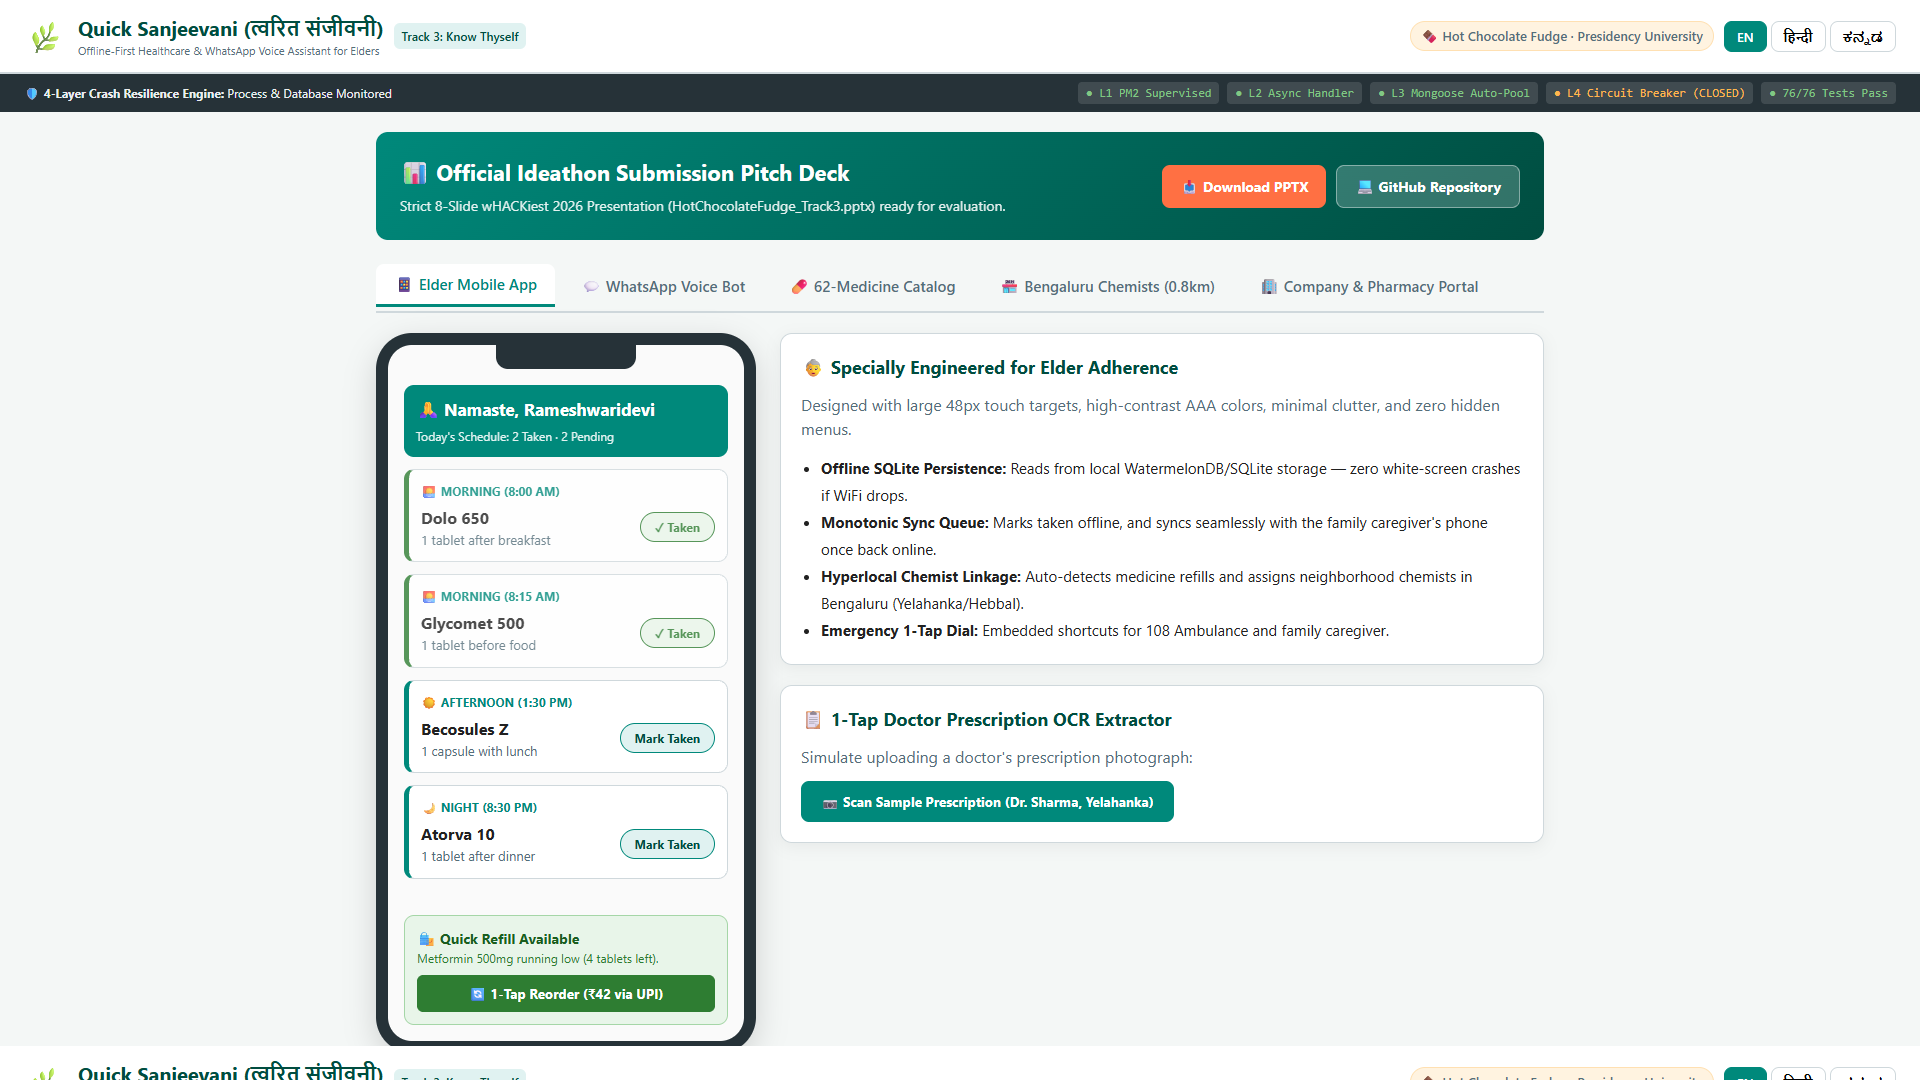 Quick Sanjeevani (त्वरित संजीवनी)
Offline-First Healthcare & WhatsApp Voice Assistant for Elders
Track 3: Know Thyself
Hot Chocolate Fudge · Presidency University
EN
हिन्दी
ಕನ್ನಡ
4-Layer Crash Resilience Engine: Process & Database Monitored
● L1 PM2 Supervised
● L2 Async Handler
● L3 Mongoose Auto-Pool
● L4 Circuit Breaker (CLOSED)
● 76/76 Tests Pass
Official Ideathon Submission Pitch Deck
Strict 8-Slide wHACKiest 2026 Presentation (HotChocolateFudge_Track3.pptx) ready for evaluation.
Download PPTX
GitHub Repository
Elder Mobile App
WhatsApp Voice Bot
62-Medicine Catalog
Bengaluru Chemists (0.8km)
Company & Pharmacy Portal
Namaste, Rameshwaridevi
Today's Schedule: 2 Taken · 2 Pending
MORNING (8:00 AM)
Dolo 650
1 tablet after breakfast
✓ Taken
MORNING (8:15 AM)
Glycomet 500
1 tablet before food
✓ Taken
AFTERNOON (1:30 PM)
Becosules Z
1 capsule with lunch
Mark Taken
NIGHT (8:30 PM)
Atorva 10
1 tablet after dinner
Mark Taken
Quick Refill Available
Metformin 500mg running low (4 tablets left).
1-Tap Reorder (₹42 via UPI)
Specially Engineered for Elder Adherence
Designed with large 48px touch targets, high-contrast AAA colors, minimal clutter, and zero hidden
menus.
• Offline SQLite Persistence: Reads from local WatermelonDB/SQLite storage — zero white-screen crashes
if WiFi drops.
• Monotonic Sync Queue: Marks taken offline, and syncs seamlessly with the family caregiver's phone
once back online.
• Hyperlocal Chemist Linkage: Auto-detects medicine refills and assigns neighborhood chemists in
Bengaluru (Yelahanka/Hebbal).
• Emergency 1-Tap Dial: Embedded shortcuts for 108 Ambulance and family caregiver.
1-Tap Doctor Prescription OCR Extractor
Simulate uploading a doctor's prescription photograph:
Scan Sample Prescription (Dr. Sharma, Yelahanka)
Quick Sanjeevani (त्वरित संजीवनी)